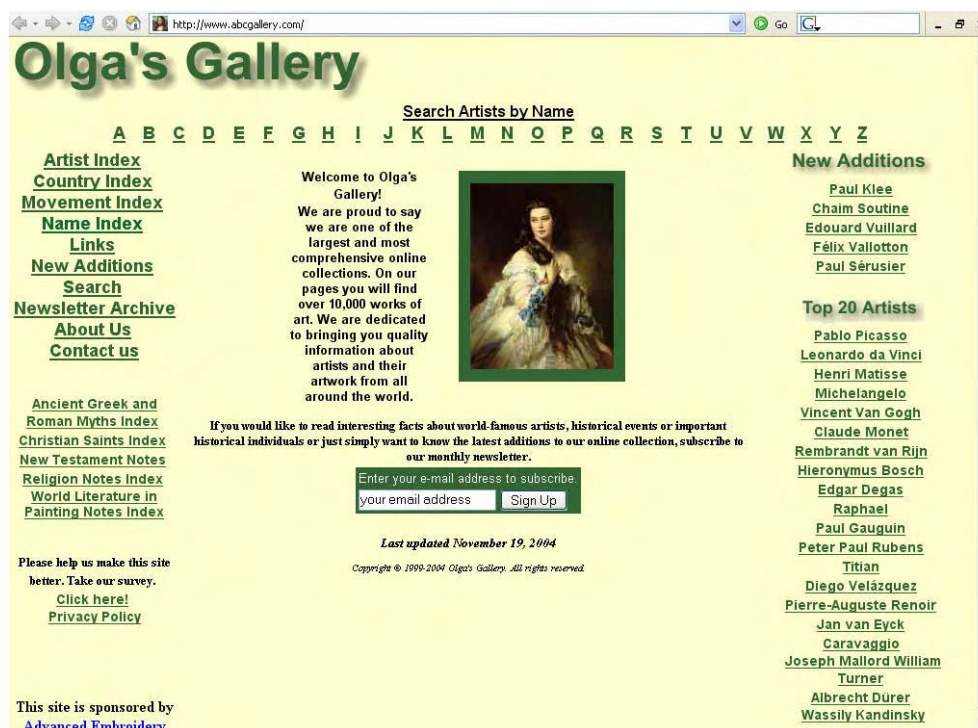 http://www.abcgallery.com/
Go
Olga's Gallery
Search Artists by Name
A B C D E F G H I J K L M N O P Q R S T U V W X Y Z
Artist Index
Country Index
Movement Index
Name Index
Links
New Additions
Search
Newsletter Archive
About Us
Contact us
Ancient Greek and
Roman Myths Index
Christian Saints Index
New Testament Notes
Religion Notes Index
World Literature in
Painting Notes Index
Please help us make this site
better. Take our survey.
Click here!
Privacy Policy
This site is sponsored by
Advanced Embroidery
Welcome to Olga's
Gallery!
We are proud to say
we are one of the
largest and most
comprehensive online
collections. On our
pages you will find
over 10,000 works of
art. We are dedicated
to bringing you quality
information about
artists and their
artwork from all
around the world.
If you would like to read interesting facts about world-famous artists, historical events or important
historical individuals or just simply want to know the latest additions to our online collection, subscribe to
our monthly newsletter.
Enter your e-mail address to subscribe.
your email address
Sign Up
Last updated November 19, 2004
Copyright © 1999-2004 Olga's Gallery. All rights reserved.
New Additions
Paul Klee
Chaim Soutine
Edouard Vuillard
Félix Vallotton
Paul Sérusier
Top 20 Artists
Pablo Picasso
Leonardo da Vinci
Henri Matisse
Michelangelo
Vincent Van Gogh
Claude Monet
Rembrandt van Rijn
Hieronymus Bosch
Edgar Degas
Raphael
Paul Gauguin
Peter Paul Rubens
Titian
Diego Velázquez
Pierre-Auguste Renoir
Jan van Eyck
Caravaggio
Joseph Mallord William
Turner
Albrecht Dürer
Wassily Kandinsky